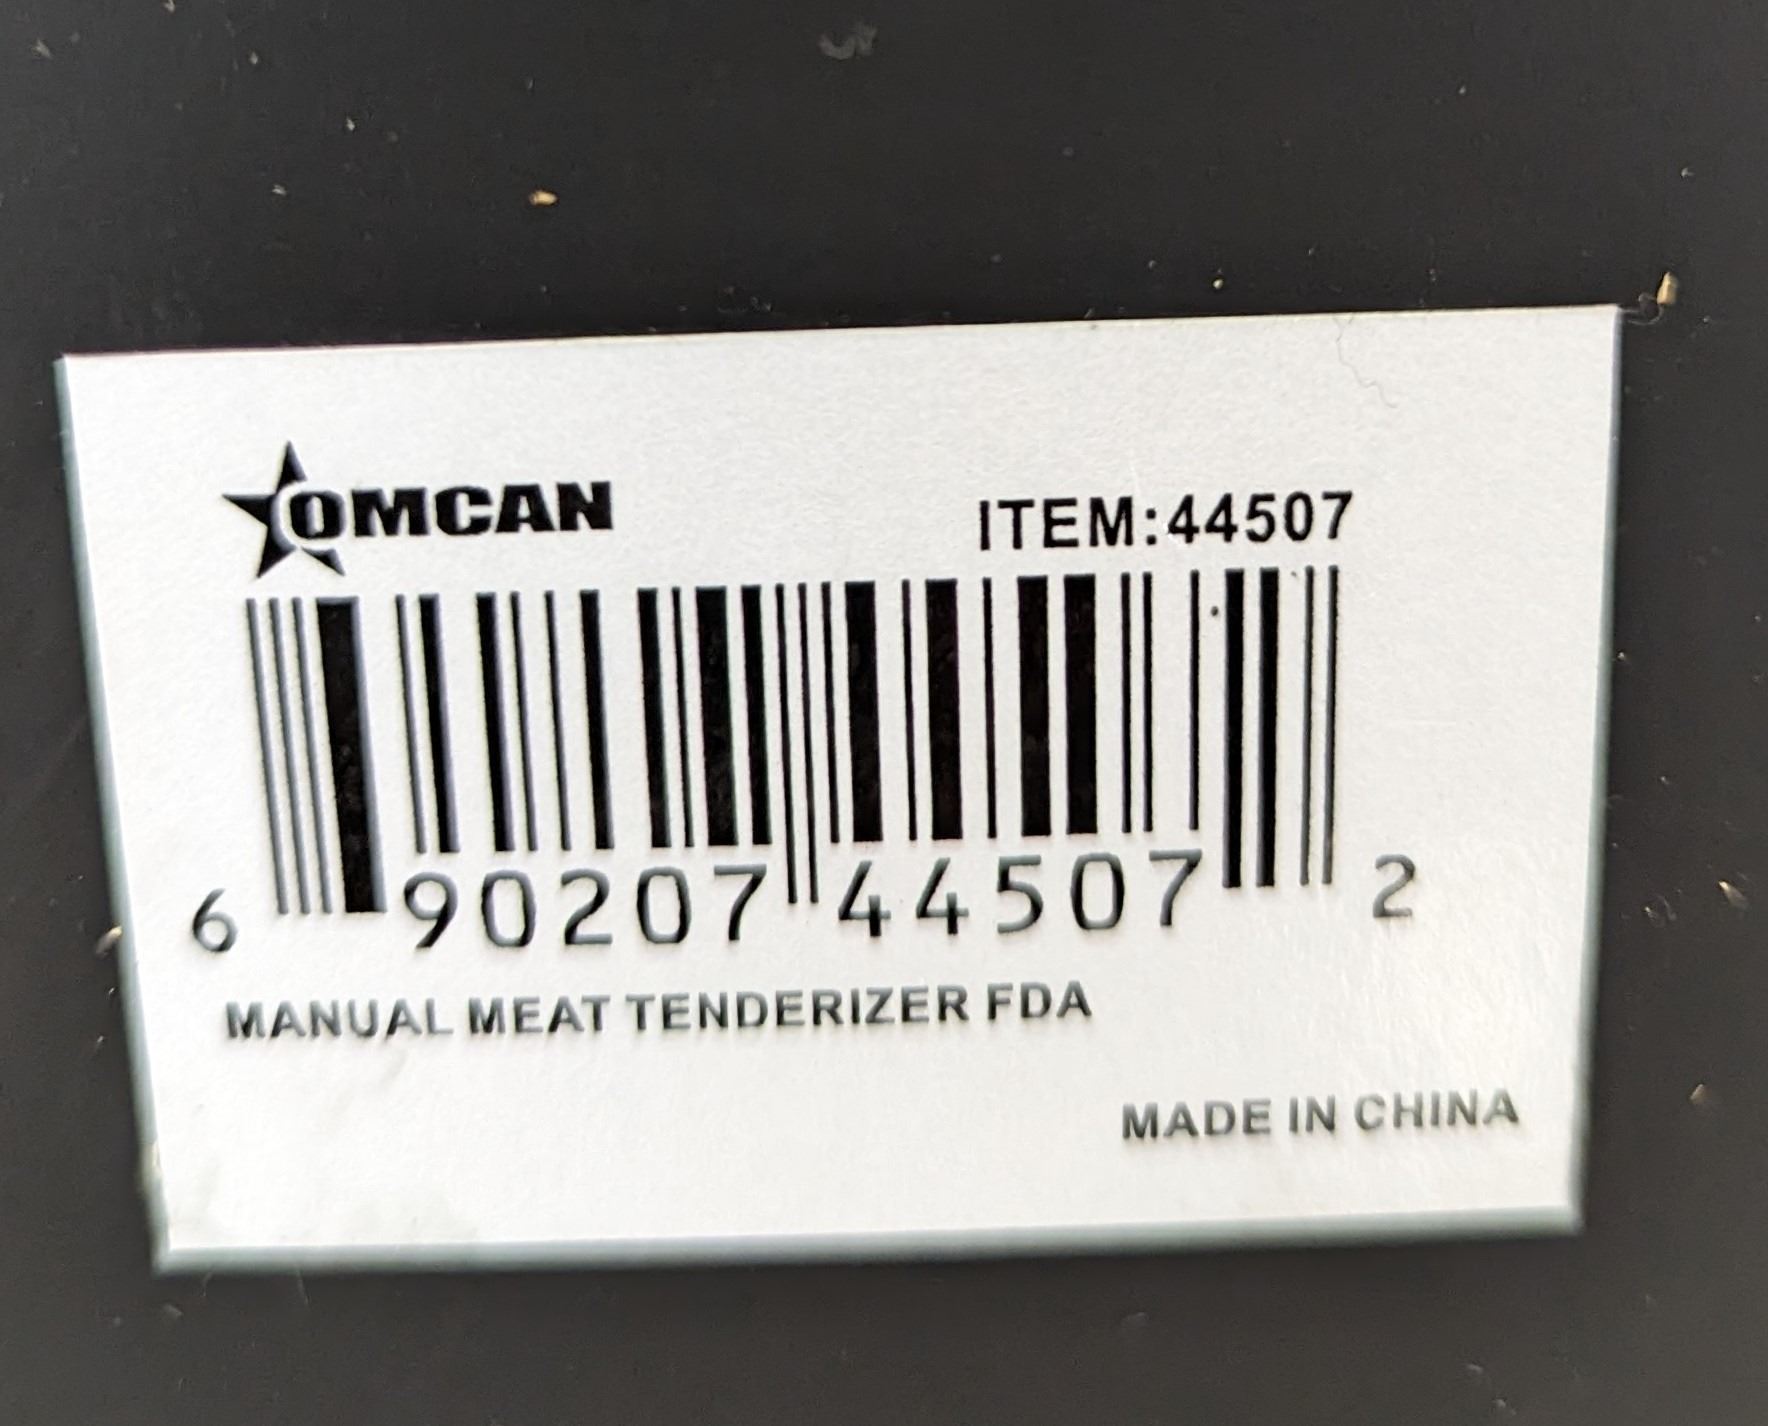 OMCAN
ITEM:44507
6 90207 44507 2
MANUAL MEAT TENDERIZER FDA
MADE IN CHINA